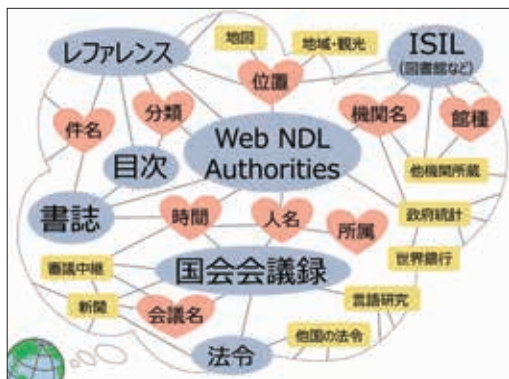 レファレンス
地図
地域・観光
ISIL
(図書館など)
位置
件名
分類
機関名
館種
Web NDL
Authorities
目次
他機関所蔵
書誌
時間
人名
所属
政府統計
審議中継
国会会議録
世界銀行
新聞
会議名
言語研究
他国の法令
法令